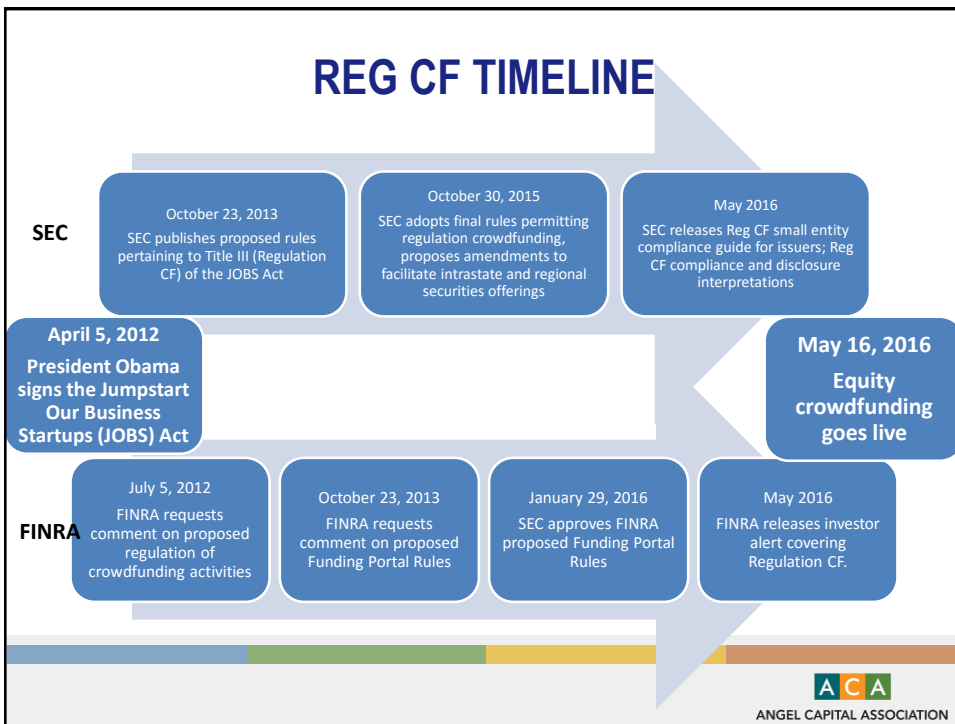 REG CF TIMELINE
SEC
October 23, 2013
SEC publishes proposed rules
pertaining to Title III (Regulation
CF) of the JOBS Act
October 30, 2015
SEC adopts final rules permitting
regulation crowdfunding,
proposes amendments to
facilitate intrastate and regional
securities offerings
May 2016
SEC releases Reg CF small entity
compliance guide for issuers; Reg
CF compliance and disclosure
interpretations
April 5, 2012
President Obama
signs the Jumpstart
Our Business
Startups (JOBS) Act
May 16, 2016
Equity
crowdfunding
goes live
FINRA
July 5, 2012
FINRA requests
comment on proposed
regulation of
crowdfunding activities
October 23, 2013
FINRA requests
comment on proposed
Funding Portal Rules
January 29, 2016
SEC approves FINRA
proposed Funding Portal
Rules
May 2016
FINRA releases investor
alert covering
Regulation CF.
ACA
ANGEL CAPITAL ASSOCIATION